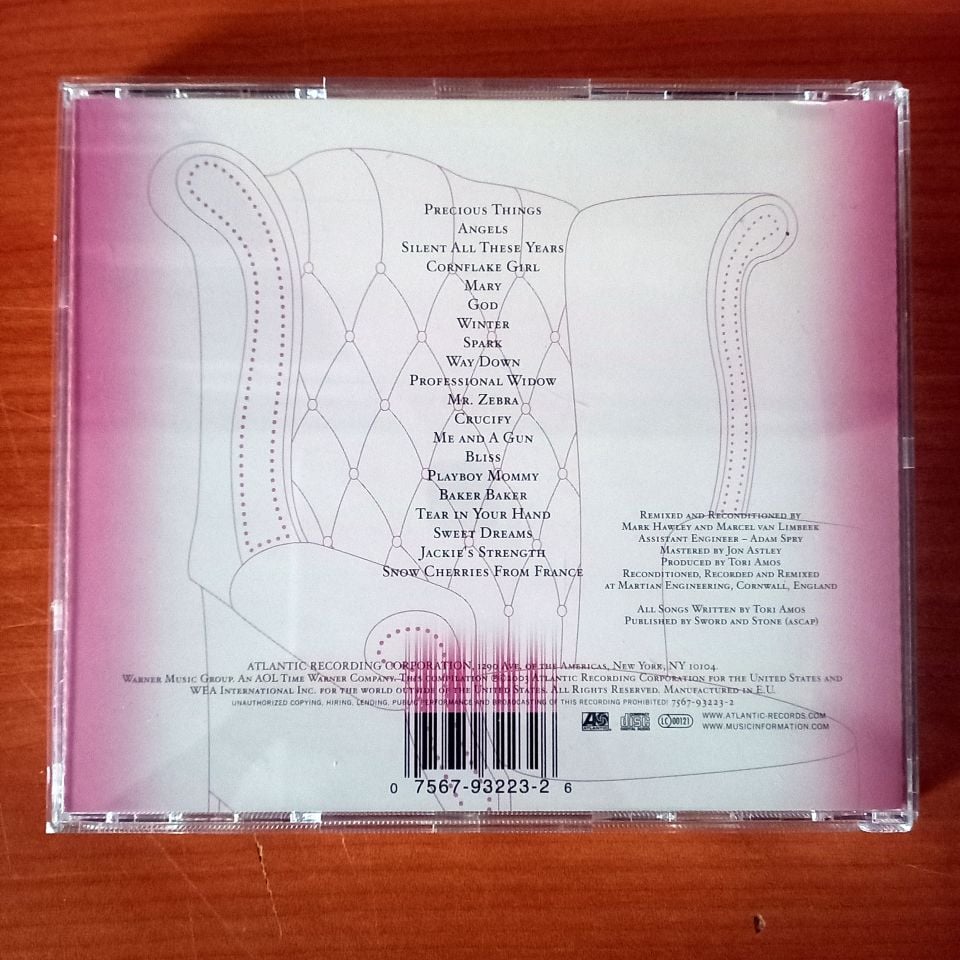 Precious Things
Angels
Silent All These Years
Cornflake Girl
Mary
God
Winter
Spark
Way Down
Professional Widow
Mr. Zebra
Crucify
Me and A Gun
Bliss
Playboy Mommy
Baker Baker
Tear in Your Hand
Sweet Dreams
Jackie's Strength
Snow Cherries From France
Remixed and Reconditioned by
Mark Hawley and Marcel van Limbeek
Assistant Engineer – Adam Spry
Mastered by Jon Astley
Produced by Tori Amos
Reconditioned, Recorded and Remixed
at Martian Engineering, Cornwall, England
All Songs Written by Tori Amos
Published by Sword and Stone (ASCAP)
ATLANTIC RECORDING CORPORATION, 1290 Ave. of the Americas, New York, NY 10104.
Warner Music Group. An AOL Time Warner Company. This compilation ℗©2003 Atlantic Recording Corporation for the United States and
WEA International Inc. for the world outside of the United States. All Rights Reserved. Manufactured in E.U.
UNAUTHORIZED COPYING, HIRING, LENDING, PUBLIC PERFORMANCE AND BROADCASTING OF THIS RECORDING PROHIBITED! 7567-93223-2
ATLANTIC
COMPACT disc DIGITAL AUDIO
LC 00121
WWW.ATLANTIC-RECORDS.COM
WWW.MUSICINFORMATION.COM
0 7567-93223-2 6